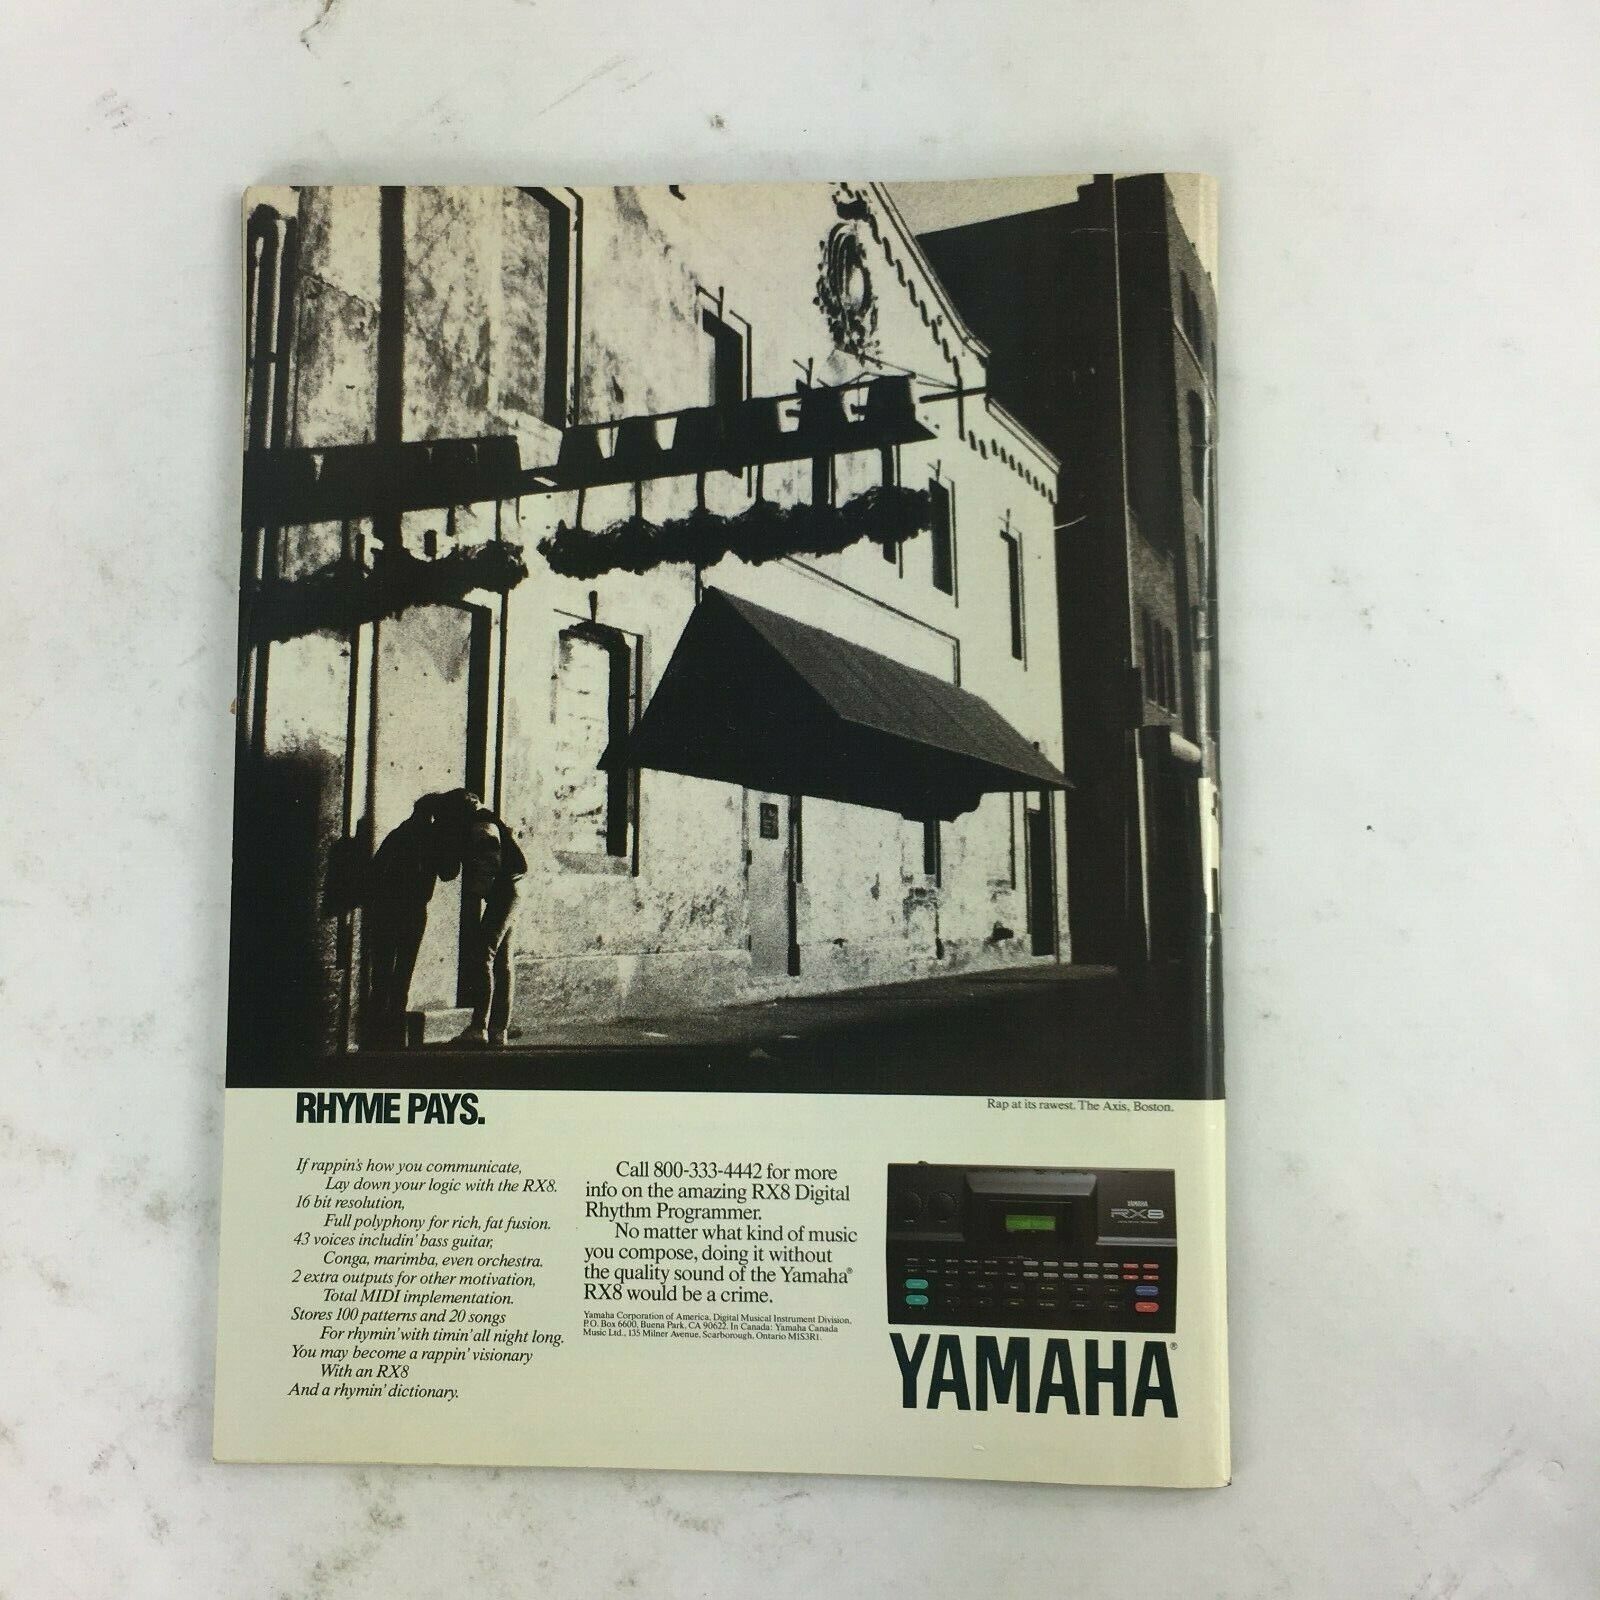 RHYME PAYS.
Rap at its rawest. The Axis, Boston.
If rappin's how you communicate,
Lay down your logic with the RX8.
16 bit resolution,
Full polyphony for rich, fat fusion.
43 voices includin' bass guitar,
Conga, marimba, even orchestra.
2 extra outputs for other motivation,
Total MIDI implementation.
Stores 100 patterns and 20 songs
For rhymin' with timin' all night long.
You may become a rappin' visionary
With an RX8
And a rhymin' dictionary.
Call 800-333-4442 for more
info on the amazing RX8 Digital
Rhythm Programmer.
No matter what kind of music
you compose, doing it without
the quality sound of the Yamaha®
RX8 would be a crime.
Yamaha Corporation of America, Digital Musical Instrument Division,
P.O. Box 6600, Buena Park, CA 90622. In Canada: Yamaha Canada
Music Ltd., 135 Milner Avenue, Scarborough, Ontario M1S3R1.
YAMAHA
RX8
YAMAHA®